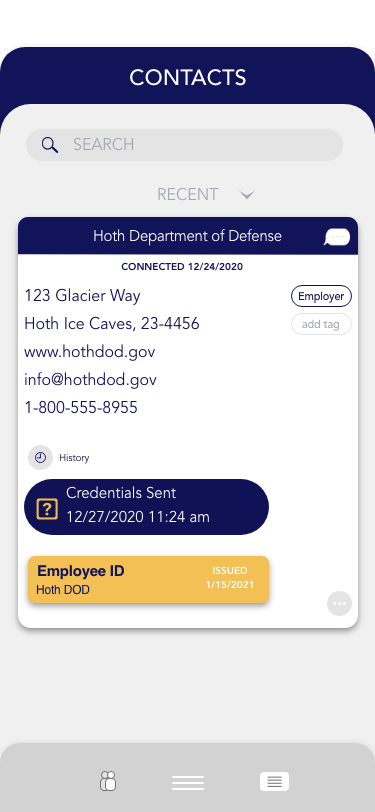 CONTACTS
SEARCH
RECENT
Hoth Department of Defense
CONNECTED 12/24/2020
123 Glacier Way
Employer
Hoth Ice Caves, 23-4456
add tag
www.hothdod.gov
info@hothdod.gov
1-800-555-8955
History
Credentials Sent
?
12/27/2020 11:24 am
Employee ID
ISSUED
Hoth DOD
1/15/2021